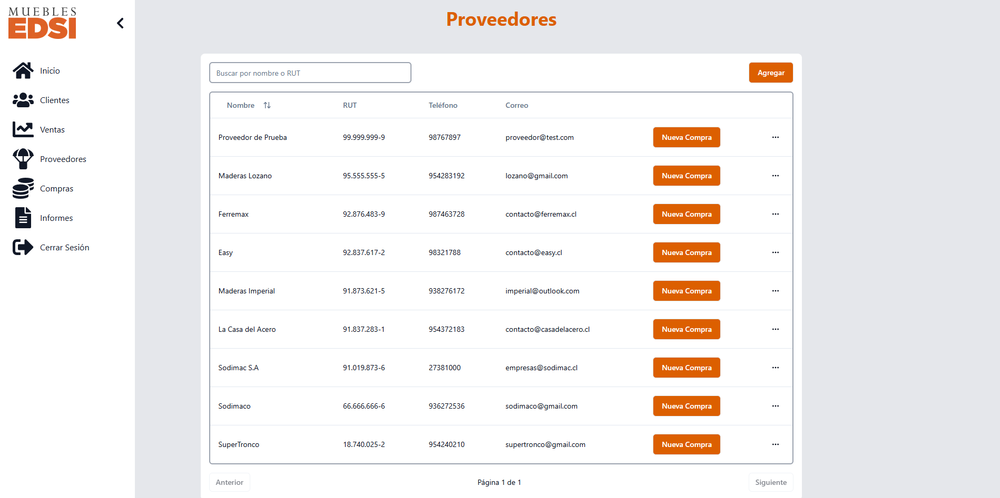 MUEBLES
EDSI
Inicio
Clientes
Ventas
Proveedores
Compras
Informes
Cerrar Sesión
Proveedores
Buscar por nombre o RUT
Agregar
Nombre RUT Teléfono Correo
Proveedor de Prueba 99.999.999-9 98767897 proveedor@test.com Nueva Compra ...
Maderas Lozano 95.555.555-5 954283192 lozano@gmail.com Nueva Compra ...
Ferremax 92.876.483-9 987463728 contacto@ferremax.cl Nueva Compra ...
Easy 92.837.617-2 98321788 contacto@easy.cl Nueva Compra ...
Maderas Imperial 91.873.621-5 938276172 imperial@outlook.com Nueva Compra ...
La Casa del Acero 91.837.283-1 954372183 contacto@casadelacero.cl Nueva Compra ...
Sodimac S.A 91.019.873-6 27381000 empresas@sodimac.cl Nueva Compra ...
Sodimaco 66.666.666-6 936272536 sodimaco@gmail.com Nueva Compra ...
SuperTronco 18.740.025-2 954240210 supertronco@gmail.com Nueva Compra ...
Anterior Página 1 de 1 Siguiente